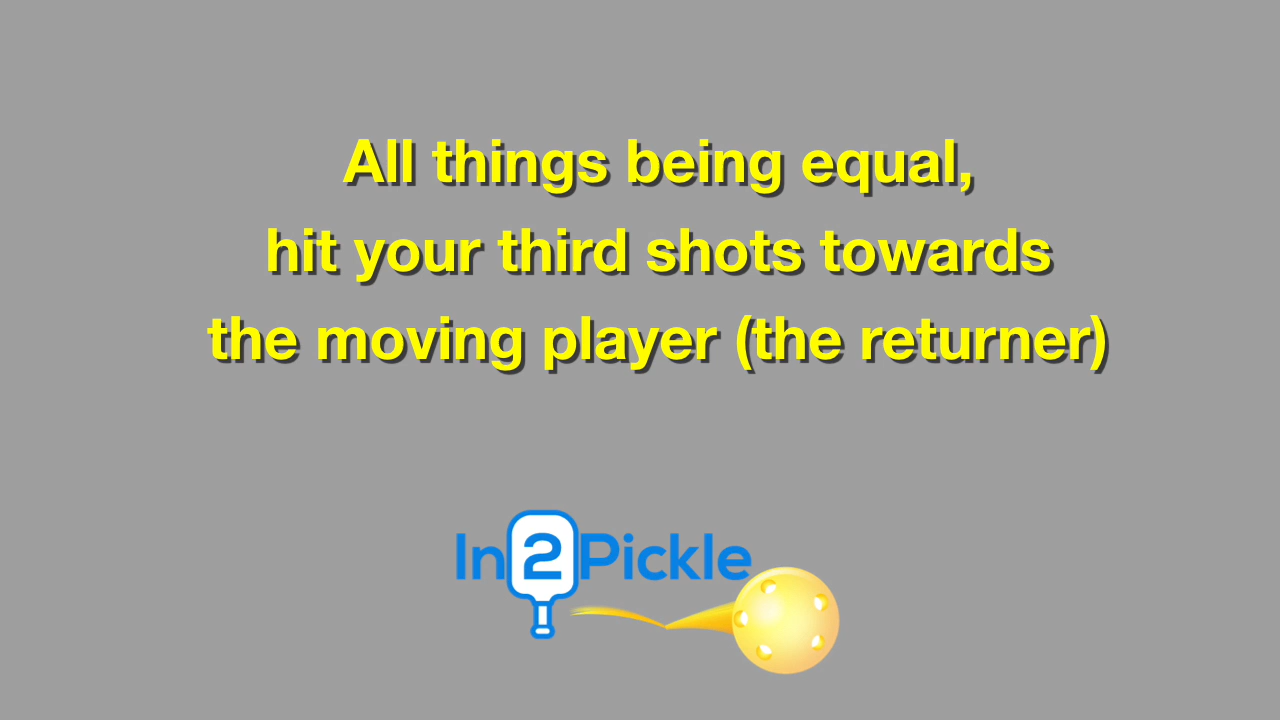 All things being equal,
hit your third shots towards
the moving player (the returner)
In2Pickle